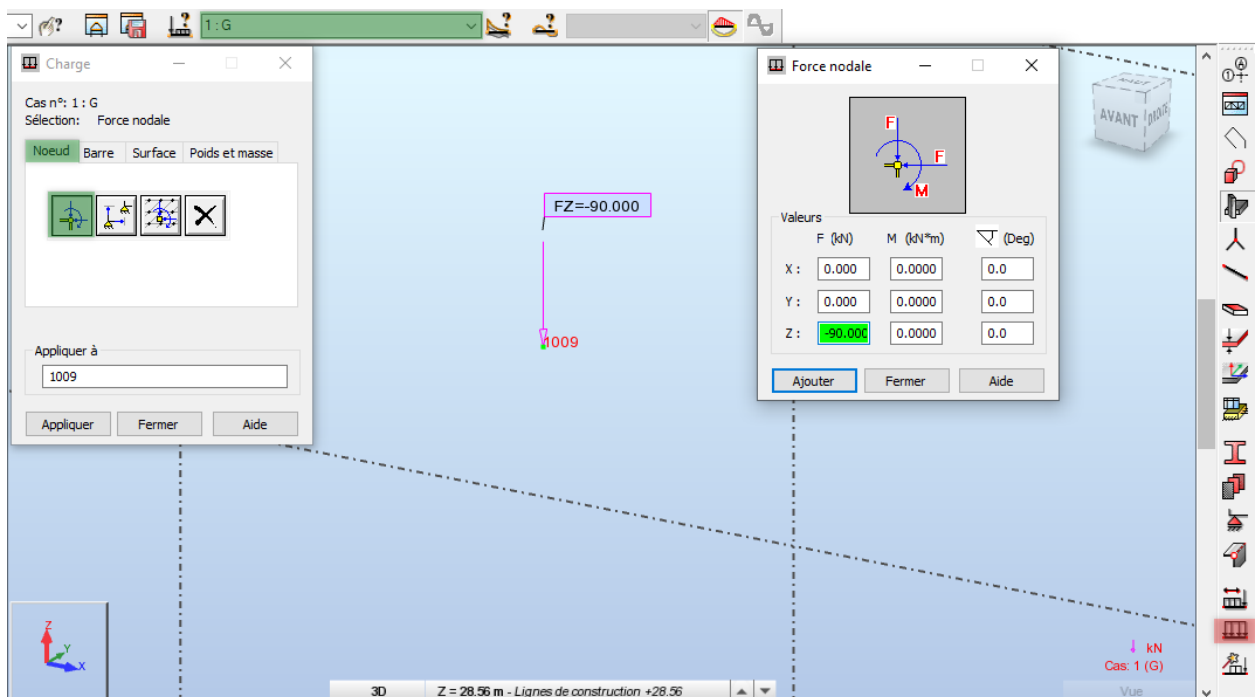 1 : G
Charge
Cas n°: 1 : G
Sélection: Force nodale
Noeud Barre Surface Poids et masse
Appliquer à
1009
Appliquer Fermer Aide
FZ=-90.000
1009
Force nodale
F
F
M
Valeurs
F (kN) M (kN*m) (Deg)
X : 0.000 0.0000 0.0
Y : 0.000 0.0000 0.0
Z : -90.000 0.0000 0.0
Ajouter Fermer Aide
HAUT
AVANT DROITE
Z
Y
X
kN
Cas: 1 (G)
3D Z = 28.56 m - Lignes de construction +28.56
Vue